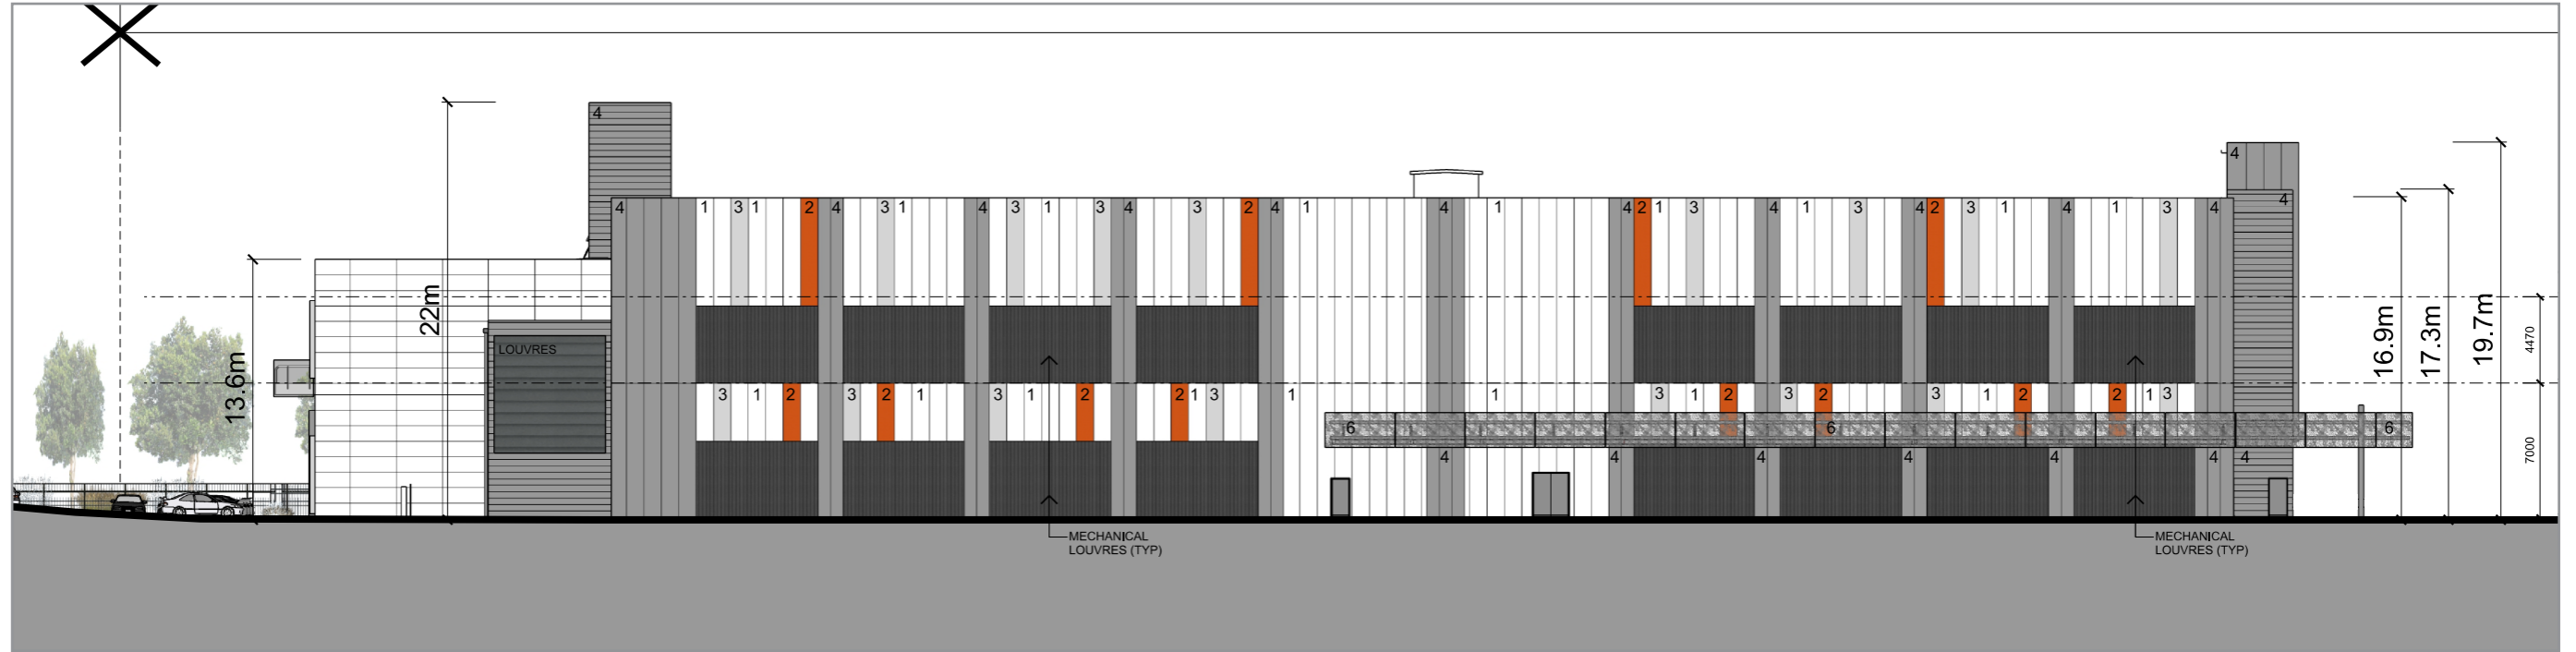 4
4
4
4 1 3 1 2 4 3 1 4 3 1 3 4 3 2 4 1 4 1 4 2 1 3 4 1 3 4 2 3 1 4 1 3 4
22m
13.6m
LOUVRES
16.9m
17.3m
19.7m
4470
3 1 2 3 2 1 3 1 2 2 1 3 1 1 3 1 2 3 2 3 1 2 2 1 3
6 6 6
4 4 4 4 4 4 4
7000
MECHANICAL
LOUVRES (TYP)
MECHANICAL
LOUVRES (TYP)